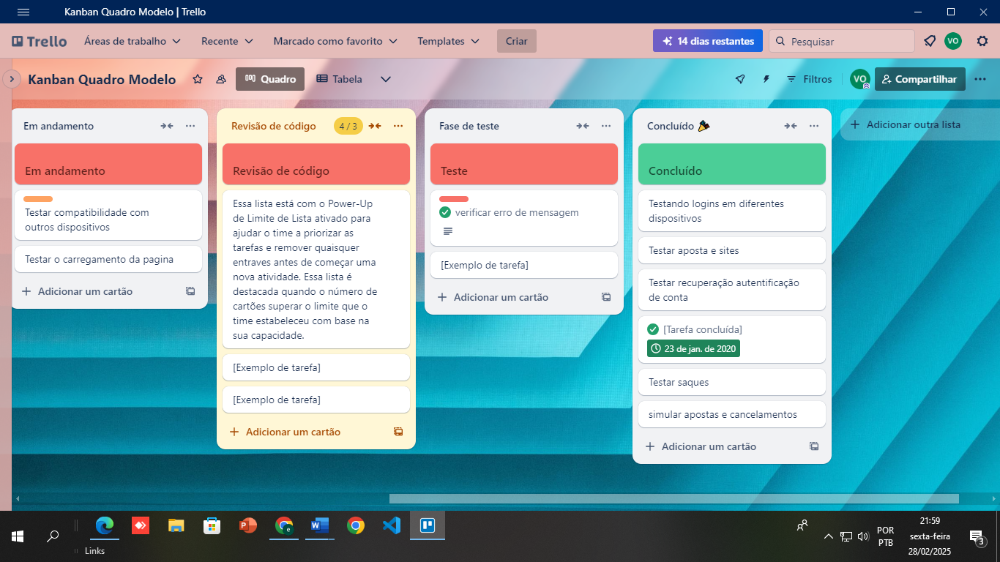 Kanban Quadro Modelo | Trello
Trello
Áreas de trabalho
Recente
Marcado como favorito
Templates
Criar
14 dias restantes
Pesquisar
VO
Kanban Quadro Modelo
Quadro
Tabela
Filtros
VO
Compartilhar
Em andamento
Em andamento
Testar compatibilidade com
outros dispositivos
Testar o carregamento da pagina
Adicionar um cartão
Revisão de código
4 / 3
Revisão de código
Essa lista está com o Power-Up
de Limite de Lista ativado para
ajudar o time a priorizar as
tarefas e remover quaisquer
entraves antes de começar uma
nova atividade. Essa lista é
destacada quando o número de
cartões superar o limite que o
time estabeleceu com base na
sua capacidade.
[Exemplo de tarefa]
[Exemplo de tarefa]
Adicionar um cartão
Fase de teste
Teste
verificar erro de mensagem
[Exemplo de tarefa]
Adicionar um cartão
Concluído
Concluído
Testando logins em diferentes
dispositivos
Testar aposta e sites
Testar recuperação autentificação
de conta
[Tarefa concluída]
23 de jan. de 2020
Testar saques
simular apostas e cancelamentos
Adicionar um cartão
Adicionar outra lista
Links
POR
PTB
21:59
sexta-feira
28/02/2025
3